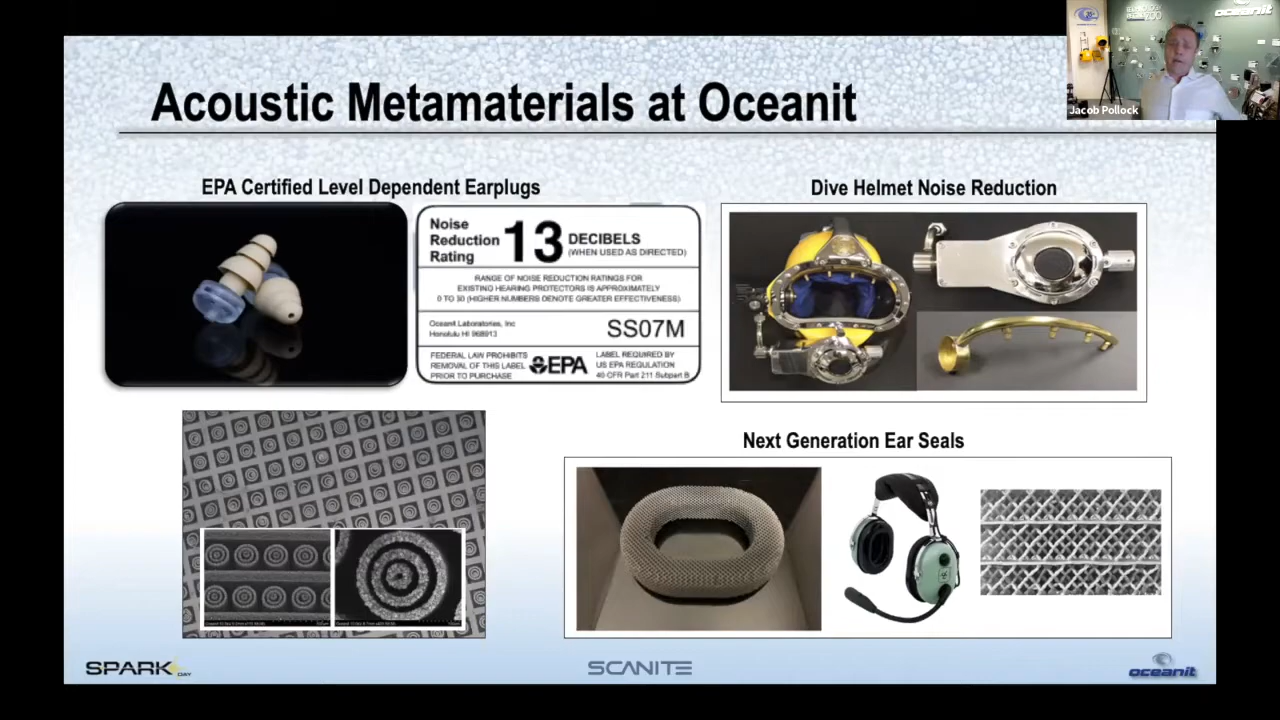 Acoustic Metamaterials at Oceanit
oceanit
Jacob Pollock
EPA Certified Level Dependent Earplugs
Noise
Reduction
Rating
13
DECIBELS
(WHEN USED AS DIRECTED)
RANGE OF NOISE REDUCTION RATINGS FOR
EXISTING HEARING PROTECTORS IS APPROXIMATELY
0 TO 30 (HIGHER NUMBERS DENOTE GREATER EFFECTIVENESS)
Oceanit Laboratories, Inc
Honolulu HI 968913
SS07M
FEDERAL LAW PROHIBITS
REMOVAL OF THIS LABEL
PRIOR TO PURCHASE
EPA
LABEL REQUIRED BY
US EPA REGULATION
40 CFR Part 211 Subpart B
Dive Helmet Noise Reduction
Next Generation Ear Seals
SPARK DAY
SCANITE
oceanit